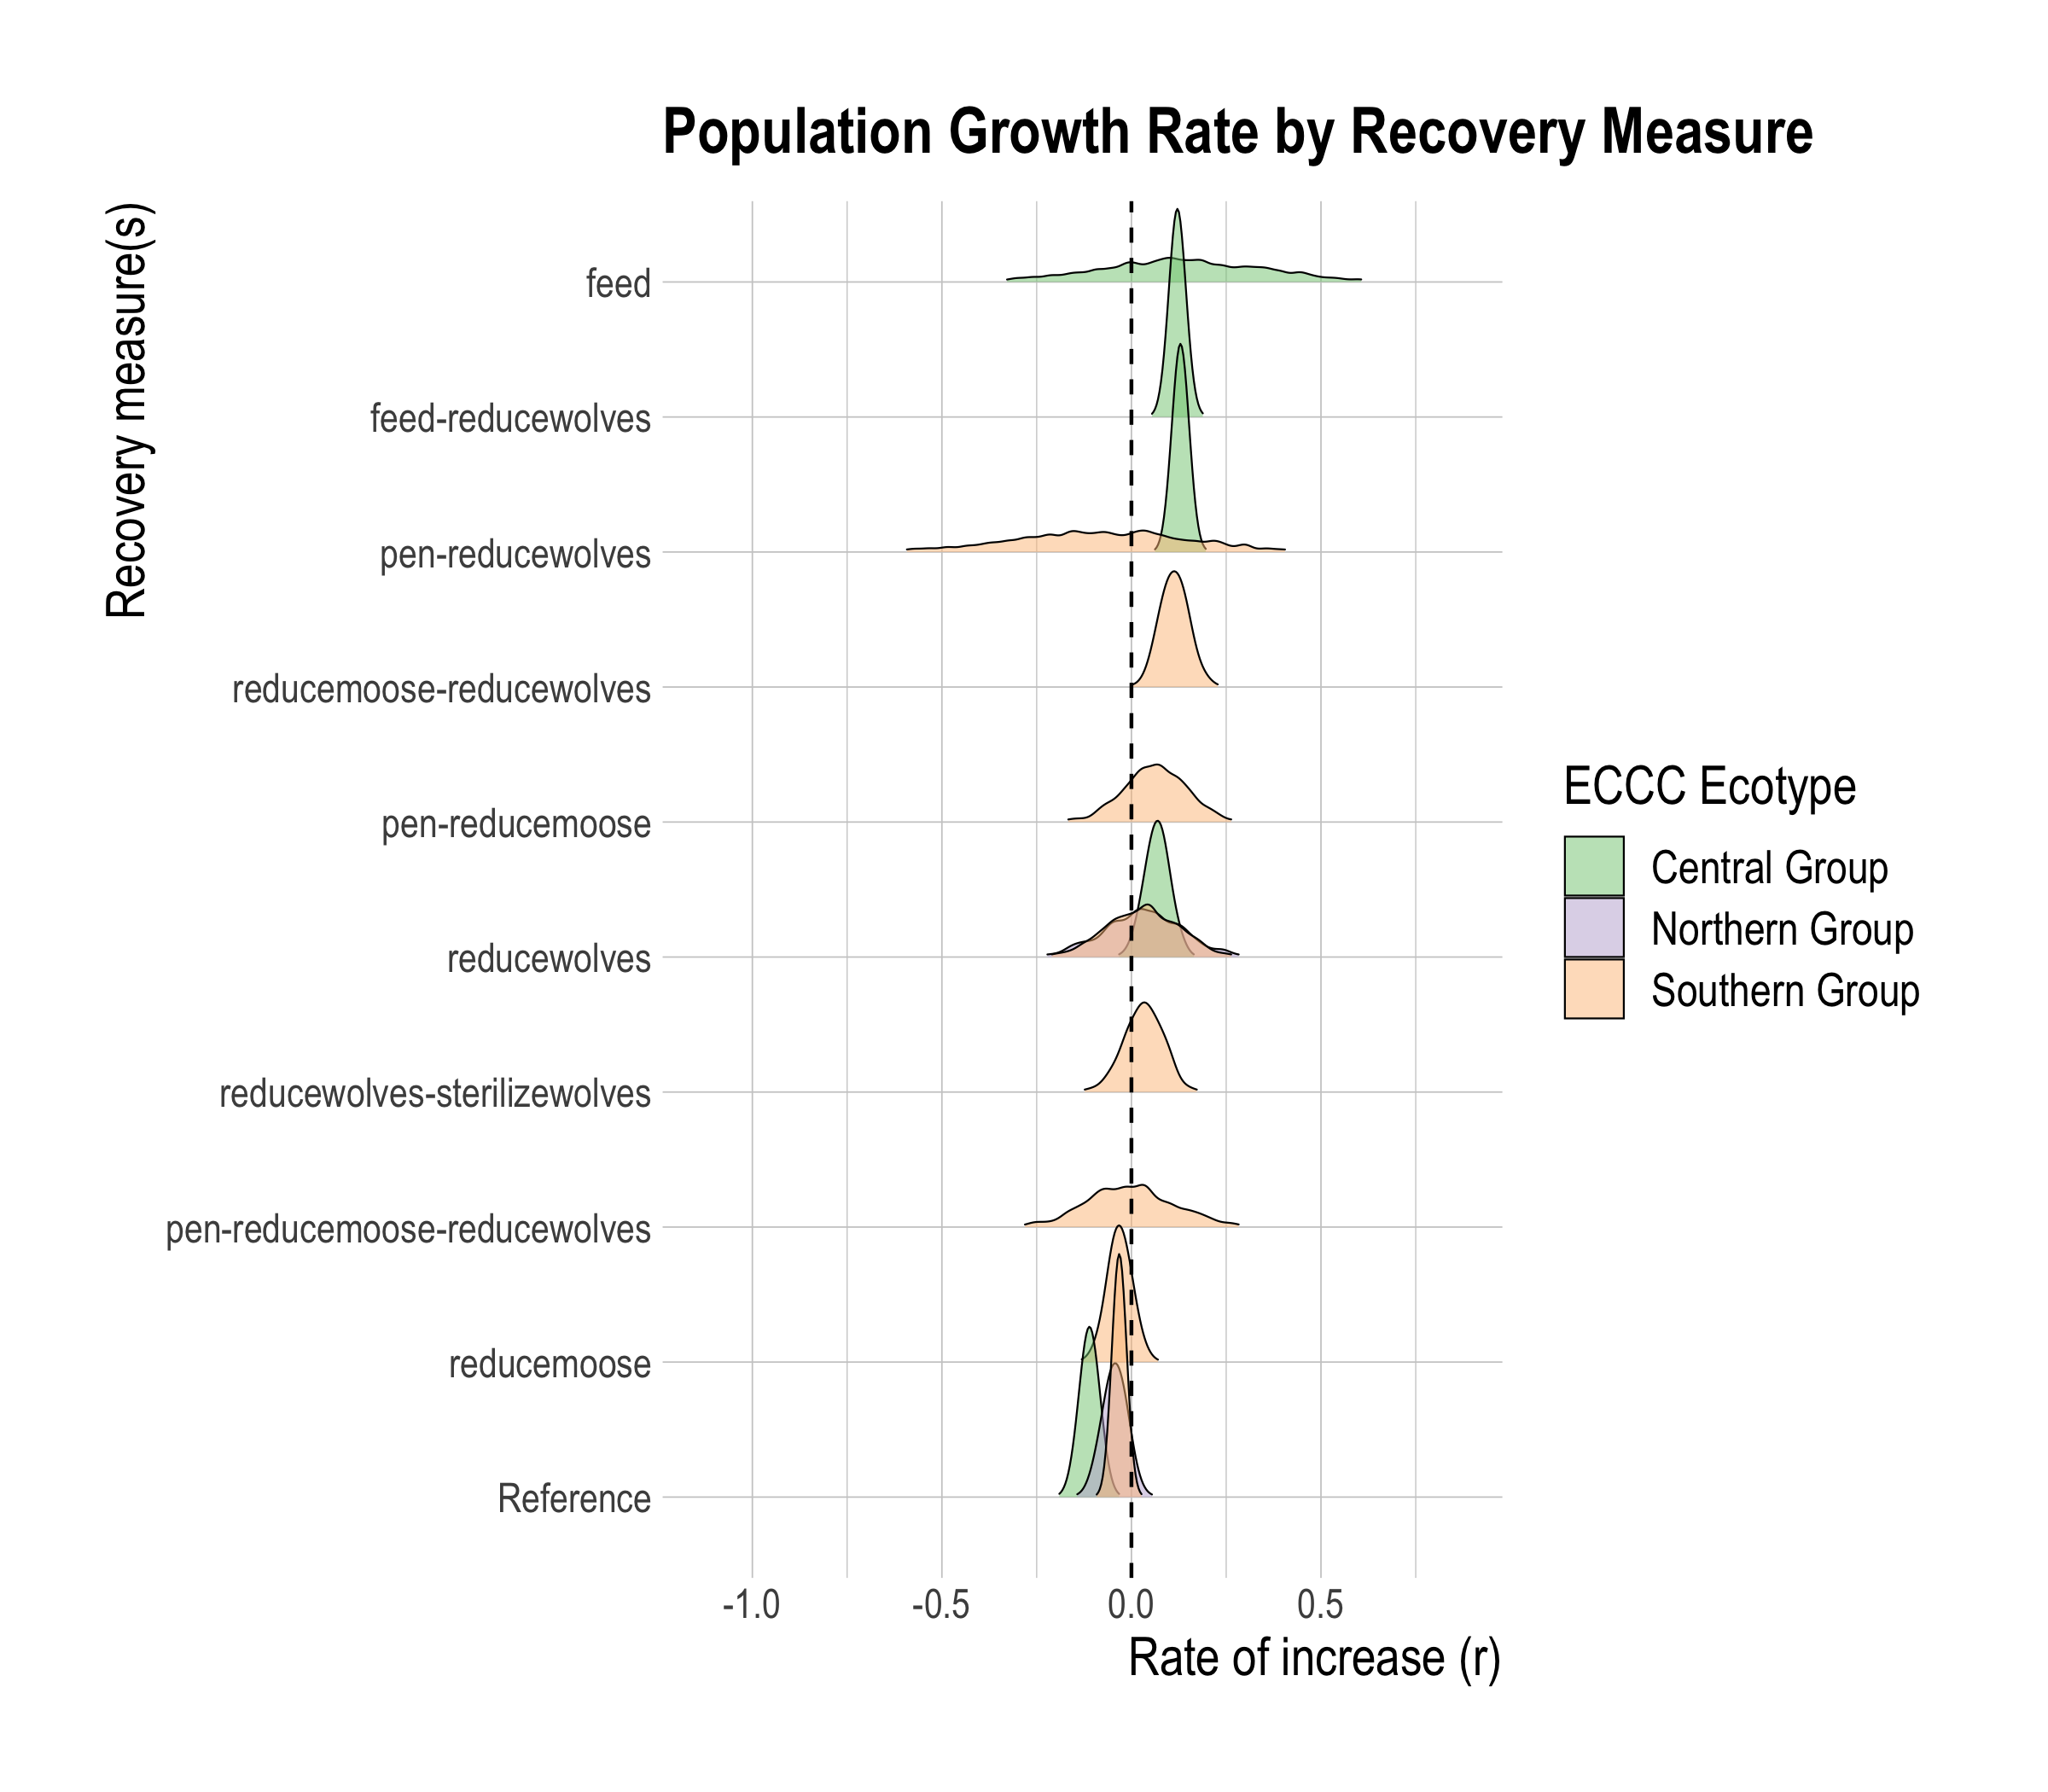 Population Growth Rate by Recovery Measure
Recovery measure(s)
feed
feed-reducewolves
pen-reducewolves
reducemoose-reducewolves
pen-reducemoose
reducewolves
reducewolves-sterilizewolves
pen-reducemoose-reducewolves
reducemoose
Reference
-1.0 -0.5 0.0 0.5
Rate of increase (r)
ECCC Ecotype
Central Group
Northern Group
Southern Group